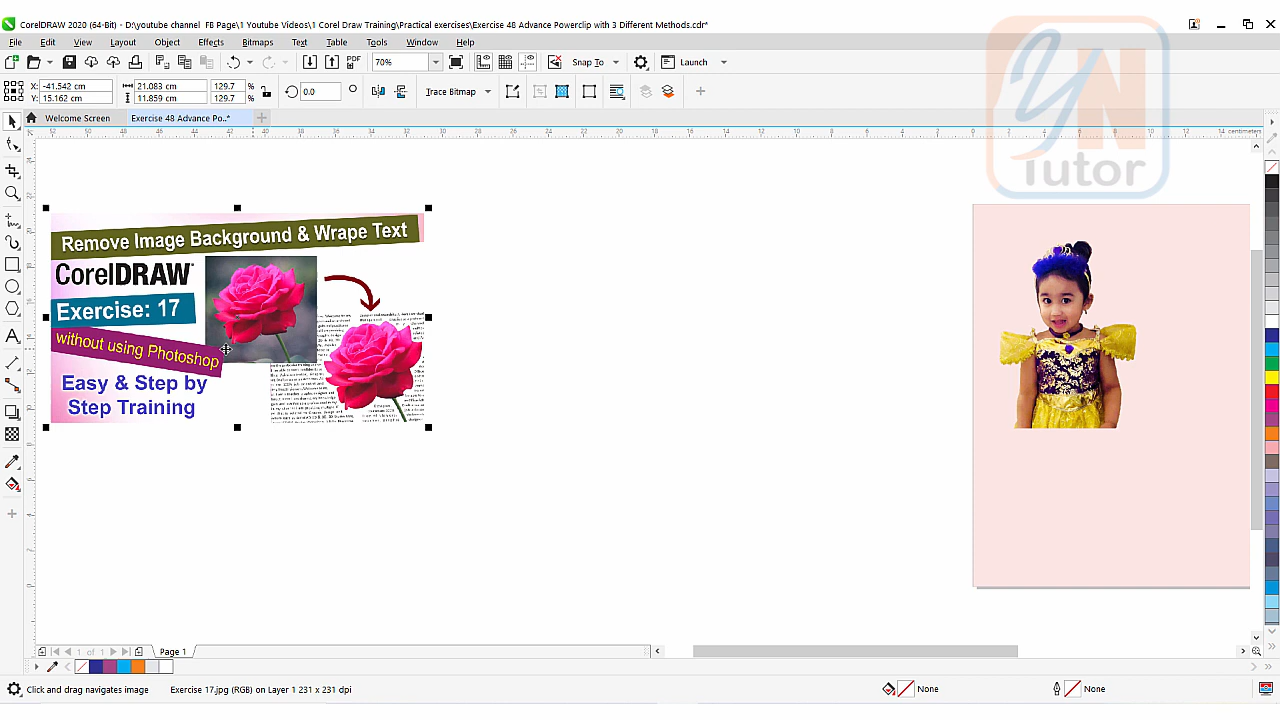 CorelDRAW 2020 (64-Bit) - D:\youtube channel FB Page\1 Youtube Videos\1 Corel Draw Training\Practical exercises\Exercise 48 Advance Powerclip with 3 Different Methods.cdr*
File Edit View Layout Object Effects Bitmaps Text Table Tools Window Help
PDF 70% Snap To Launch
X: -41.542 cm 21.083 cm 129.7 %
Y: 15.162 cm 11.859 cm 129.7 %
0.0 Trace Bitmap
Welcome Screen Exercise 48 Advance Po..*
centimeters
YN
Tutor
Remove Image Background & Wrape Text
CorelDRAW
Exercise: 17
without using Photoshop
Easy & Step by
Step Training
1 of 1 Page 1
Click and drag navigates image Exercise 17.jpg (RGB) on Layer 1 231 x 231 dpi None None